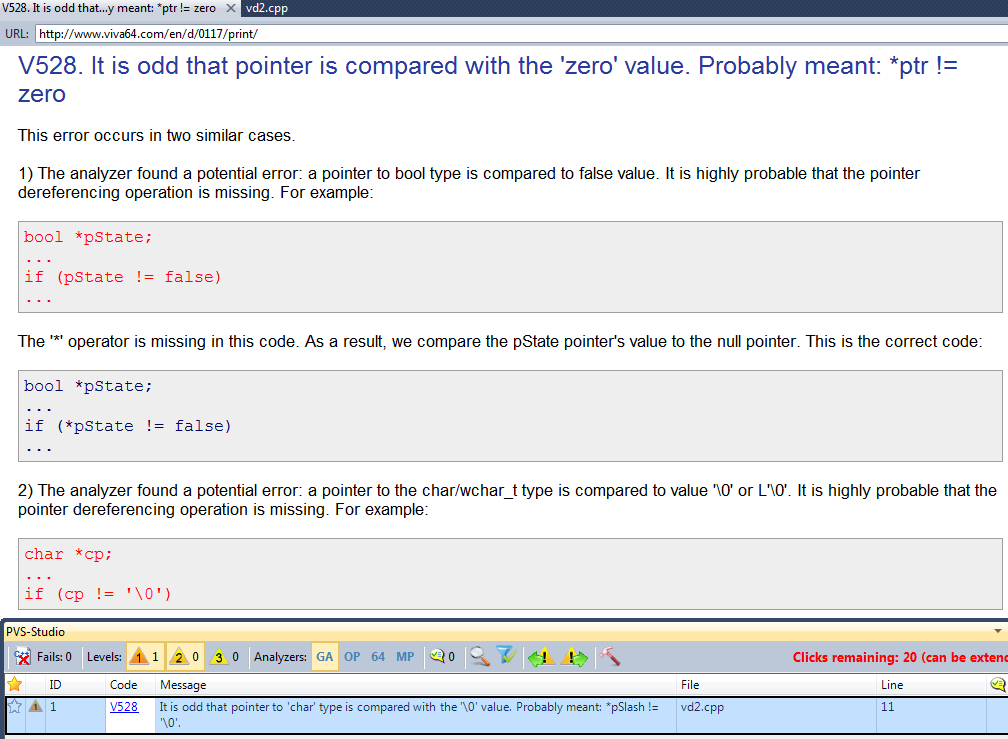 V528. It is odd that...y meant: *ptr != zero vd2.cpp
URL: http://www.viva64.com/en/d/0117/print/
V528. It is odd that pointer is compared with the 'zero' value. Probably meant: *ptr !=
zero
This error occurs in two similar cases.
1) The analyzer found a potential error: a pointer to bool type is compared to false value. It is highly probable that the pointer
dereferencing operation is missing. For example:
bool *pState;
...
if (pState != false)
...
The '*' operator is missing in this code. As a result, we compare the pState pointer's value to the null pointer. This is the correct code:
bool *pState;
...
if (*pState != false)
...
2) The analyzer found a potential error: a pointer to the char/wchar_t type is compared to value '\0' or L'\0'. It is highly probable that the
pointer dereferencing operation is missing. For example:
char *cp;
...
if (cp != '\0')
PVS-Studio
Fails: 0 Levels: 1 1 2 0 3 0 Analyzers: GA OP 64 MP 0 Clicks remaining: 20 (can be extenc
ID Code Message File Line
1 V528 It is odd that pointer to 'char' type is compared with the '\0' value. Probably meant: *pSlash != vd2.cpp 11
'\0'.